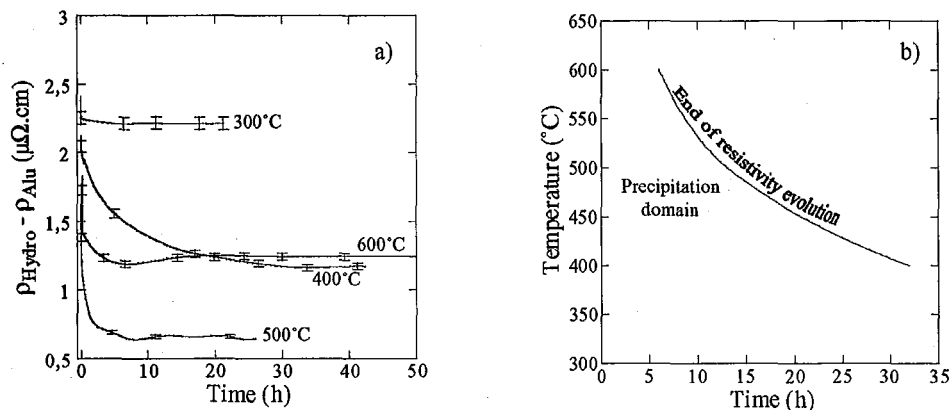 a)
3
2,5
2
1,5
1
0,5
0 10 20 30 40 50
ρHydro - ρAlu (μΩ.cm)
Time (h)
300°C
600°C
400°C
500°C
b)
650
600
550
500
450
400
350
300
0 5 10 15 20 25 30 35
Temperature (°C)
Time (h)
End of resistivity evolution
Precipitation
domain